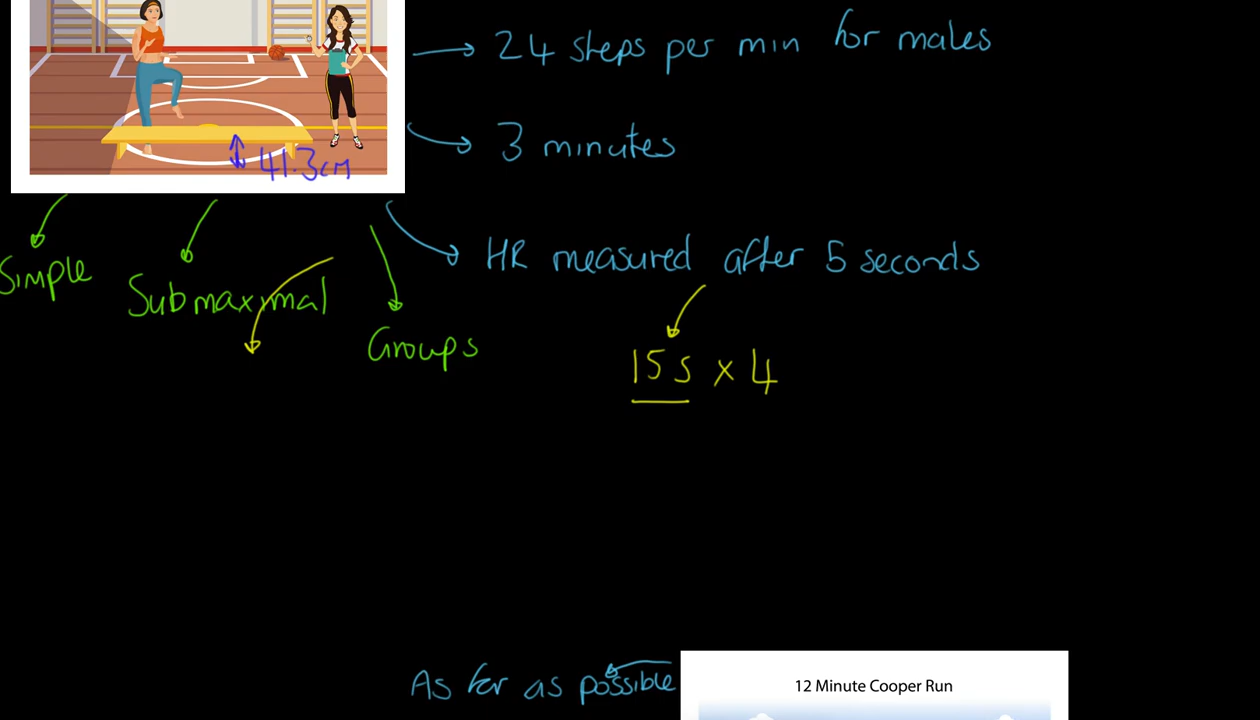 24 steps per min for males
3 minutes
41.3cm
HR measured after 5 seconds
Simple
Submaximal
Groups
15s x 4
As far as possible
12 Minute Cooper Run